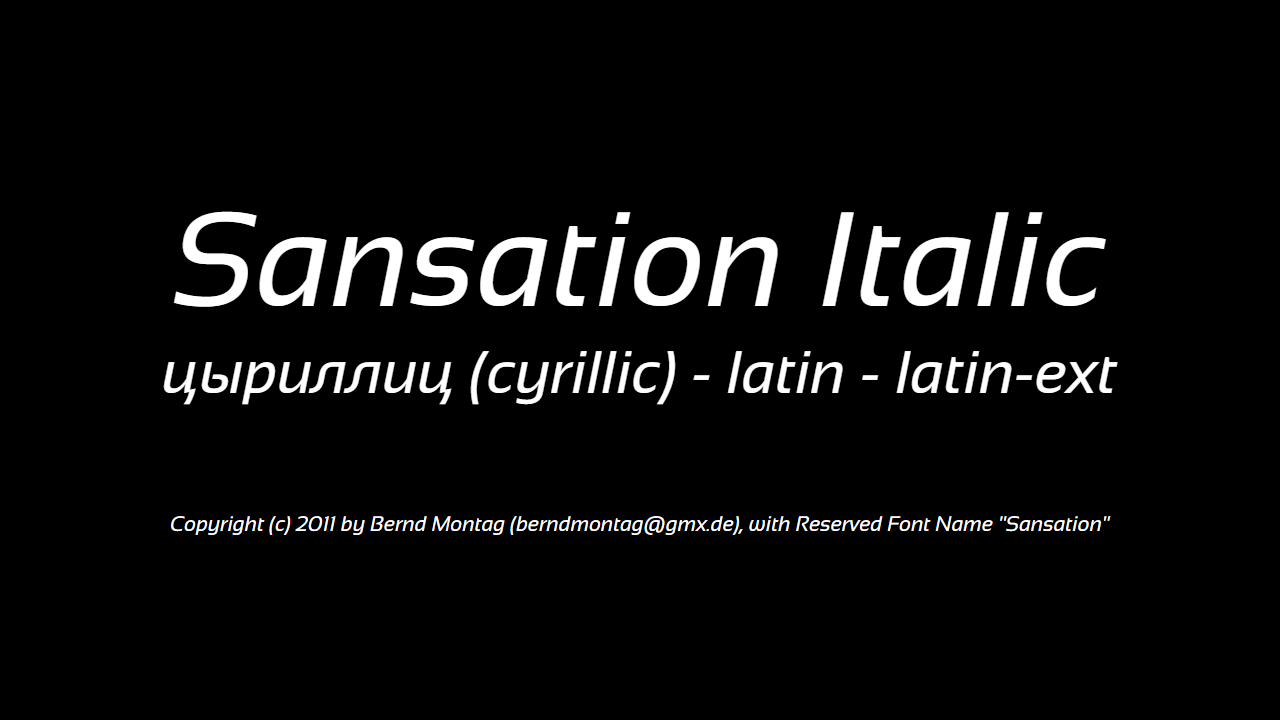 Sansation Italic
цыриллиц (cyrillic) - latin - latin-ext
Copyright (c) 2011 by Bernd Montag (berndmontag@gmx.de), with Reserved Font Name "Sansation"